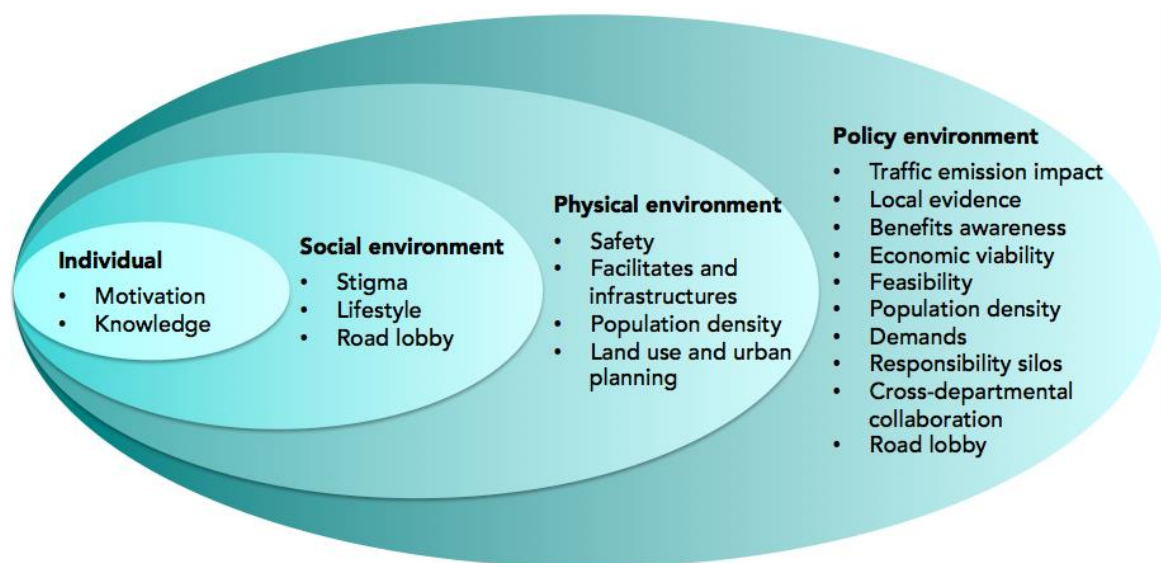 Individual
• Motivation
• Knowledge
Social environment
• Stigma
• Lifestyle
• Road lobby
Physical environment
• Safety
• Facilitates and
infrastructures
• Population density
• Land use and urban
planning
Policy environment
• Traffic emission impact
• Local evidence
• Benefits awareness
• Economic viability
• Feasibility
• Population density
• Demands
• Responsibility silos
• Cross-departmental
collaboration
• Road lobby